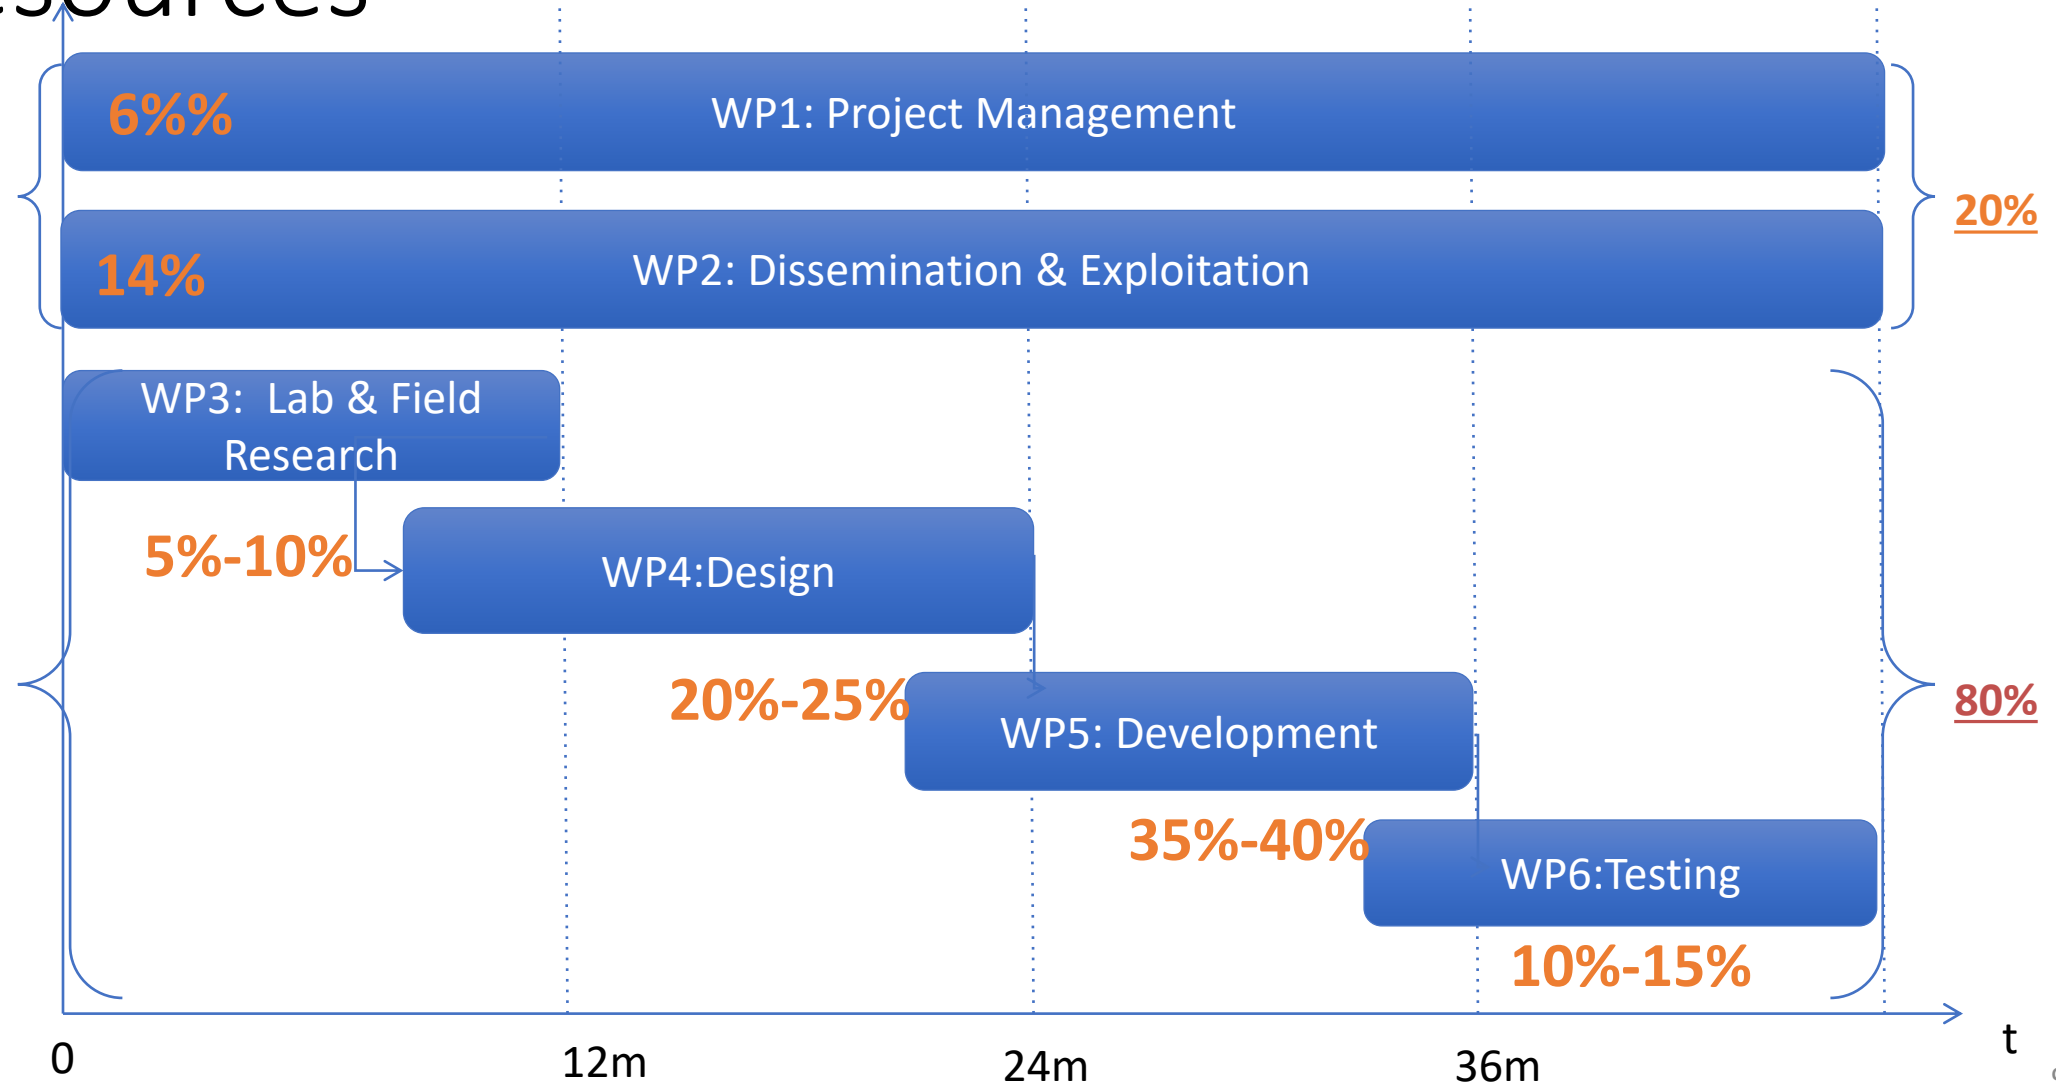 6%%
WP1: Project Management
20%
14%
WP2: Dissemination & Exploitation
WP3: Lab & Field
Research
5%-10%
WP4:Design
20%-25%
WP5: Development
80%
35%-40%
WP6:Testing
10%-15%
0
12m
24m
36m
t